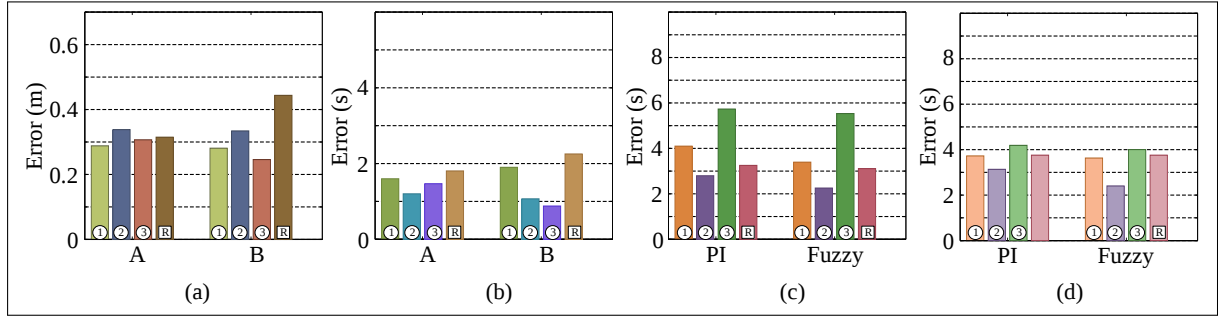 Error (m)
0.6
0.4
0.2
0
1 2 3 R 1 2 3 R
A B
(a)
Error (s)
4
2
0
1 2 3 R 1 2 3 R
A B
(b)
Error (s)
8
6
4
2
0
1 2 3 R 1 2 3 R
PI Fuzzy
(c)
Error (s)
8
6
4
2
0
1 2 3 1 2 3 R
PI Fuzzy
(d)